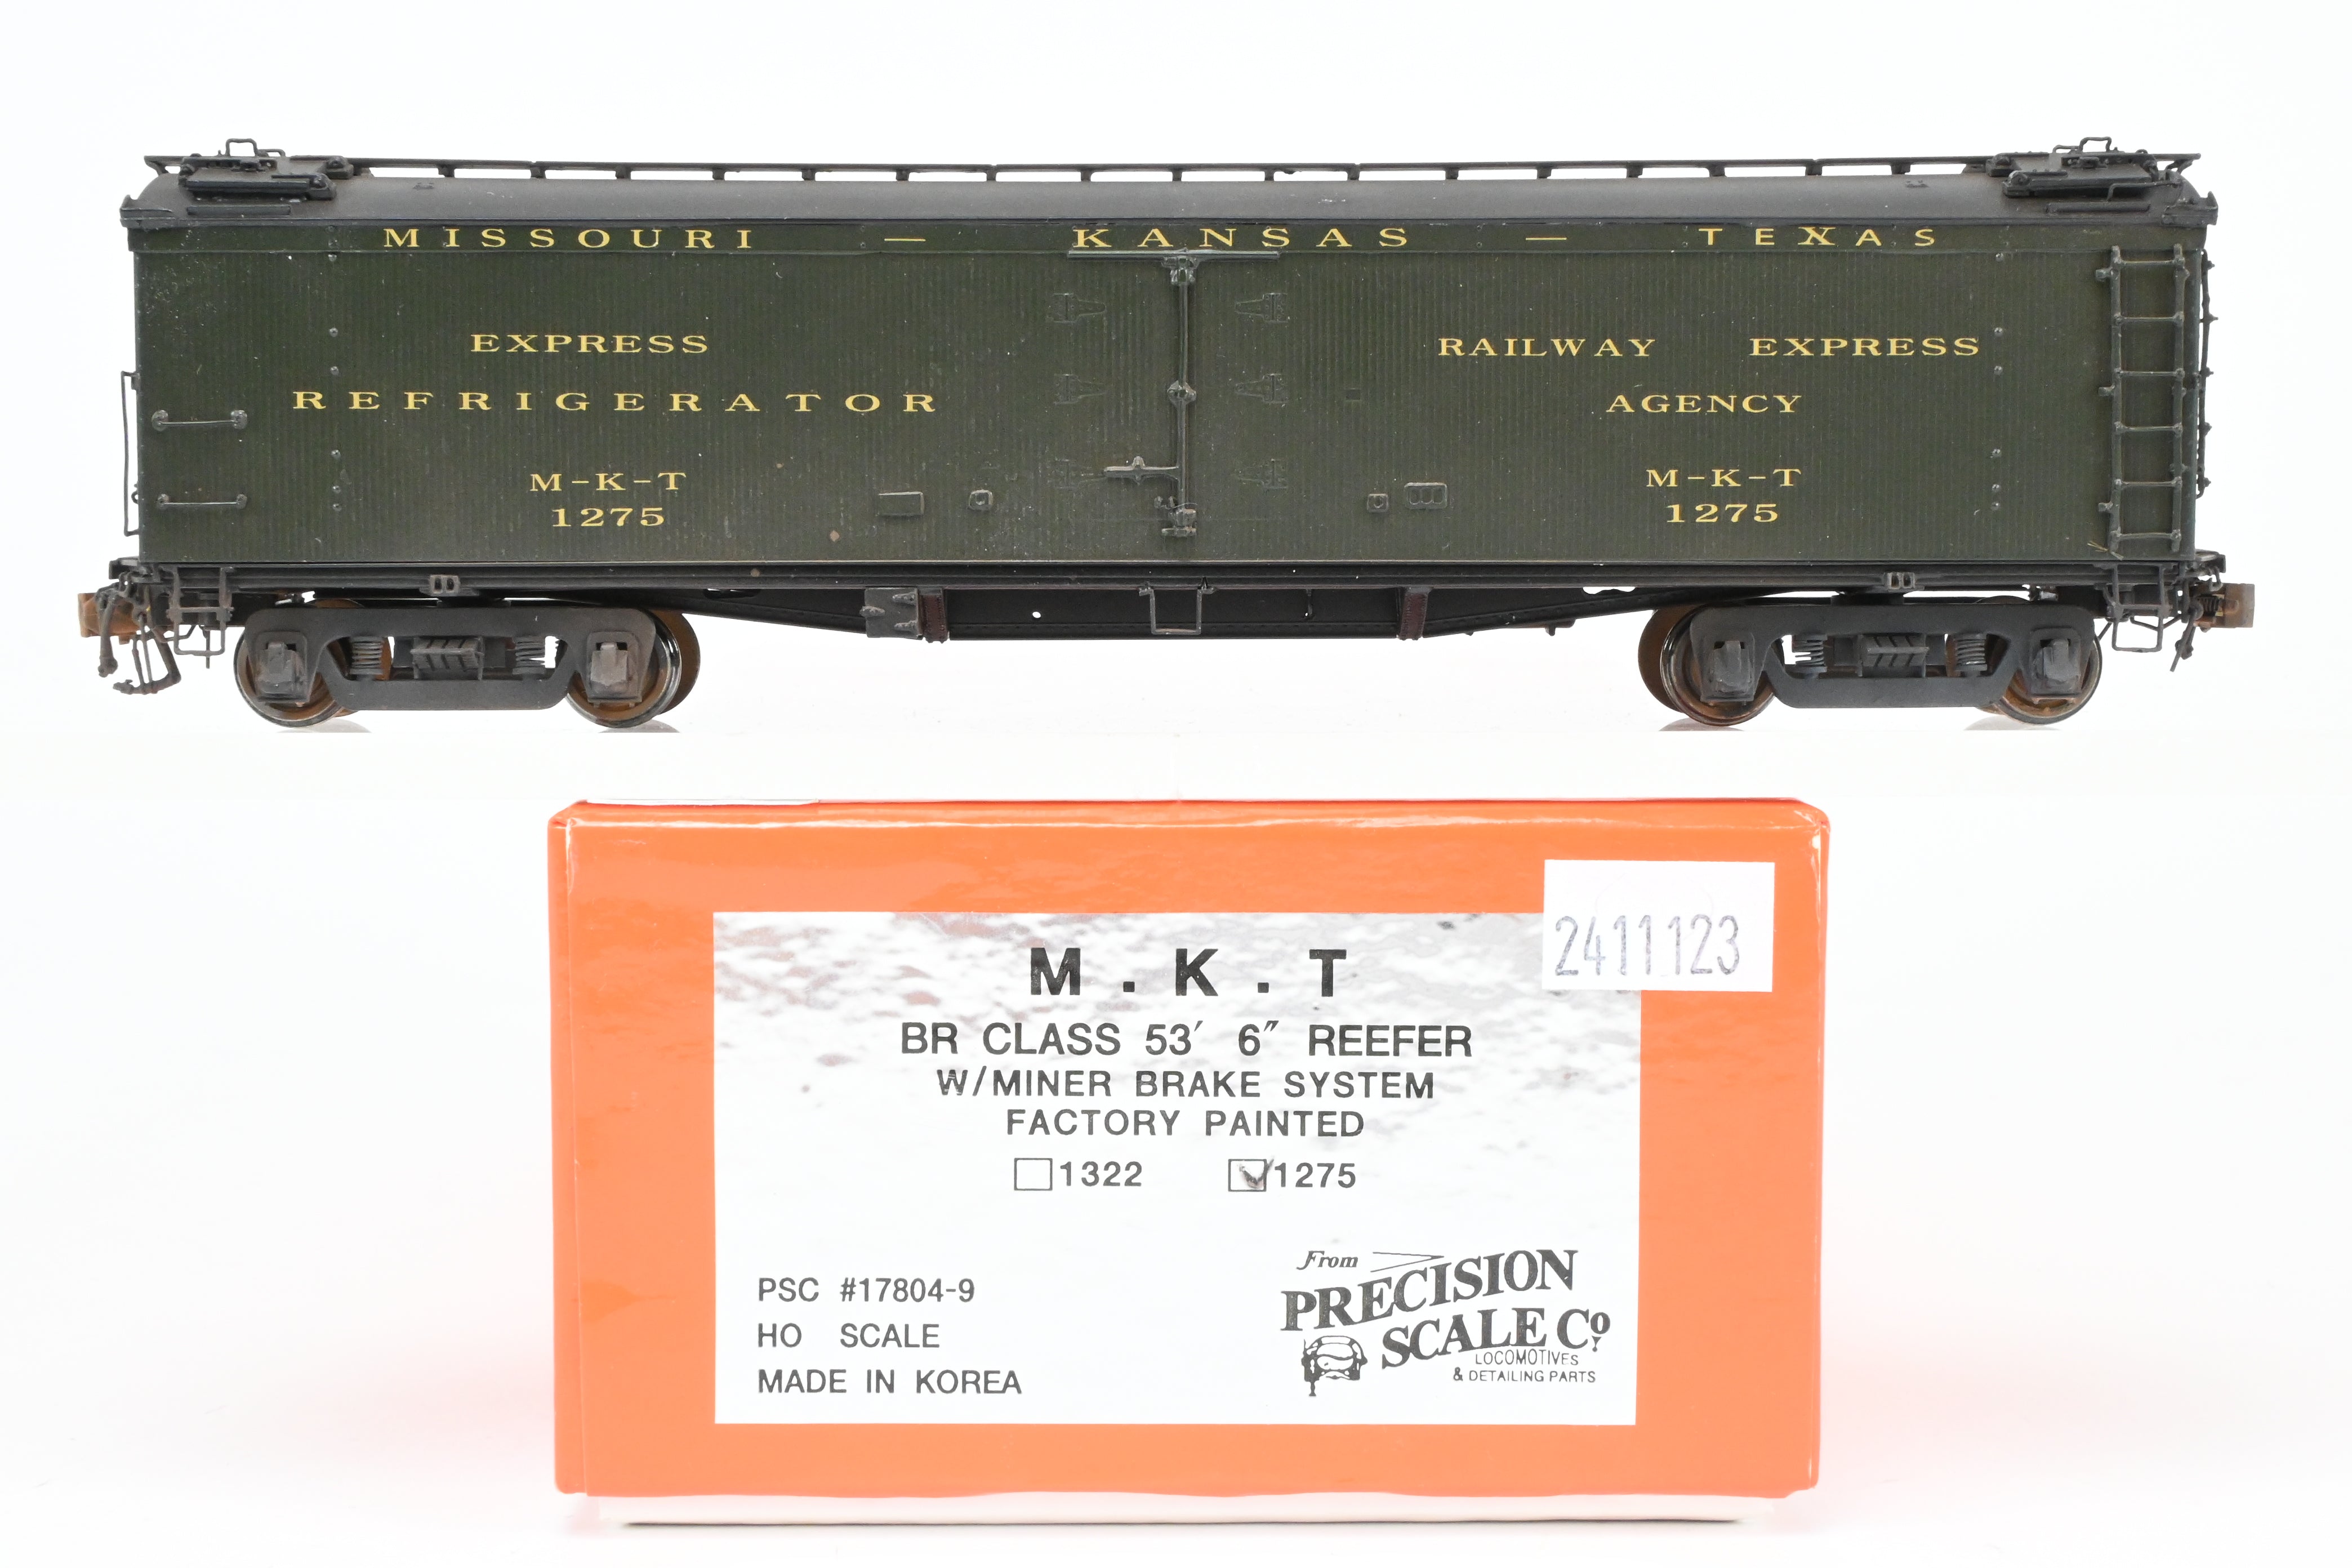 MISSOURI — KANSAS — TEXAS
EXPRESS
REFRIGERATOR
M-K-T
1275
RAILWAY EXPRESS
AGENCY
M-K-T
1275
2411123
M . K . T
BR CLASS 53′ 6″ REEFER
W/MINER BRAKE SYSTEM
FACTORY PAINTED
1322 1275
PSC #17804-9
HO SCALE
MADE IN KOREA
From
PRECISION
SCALE Co.
LOCOMOTIVES
& DETAILING PARTS